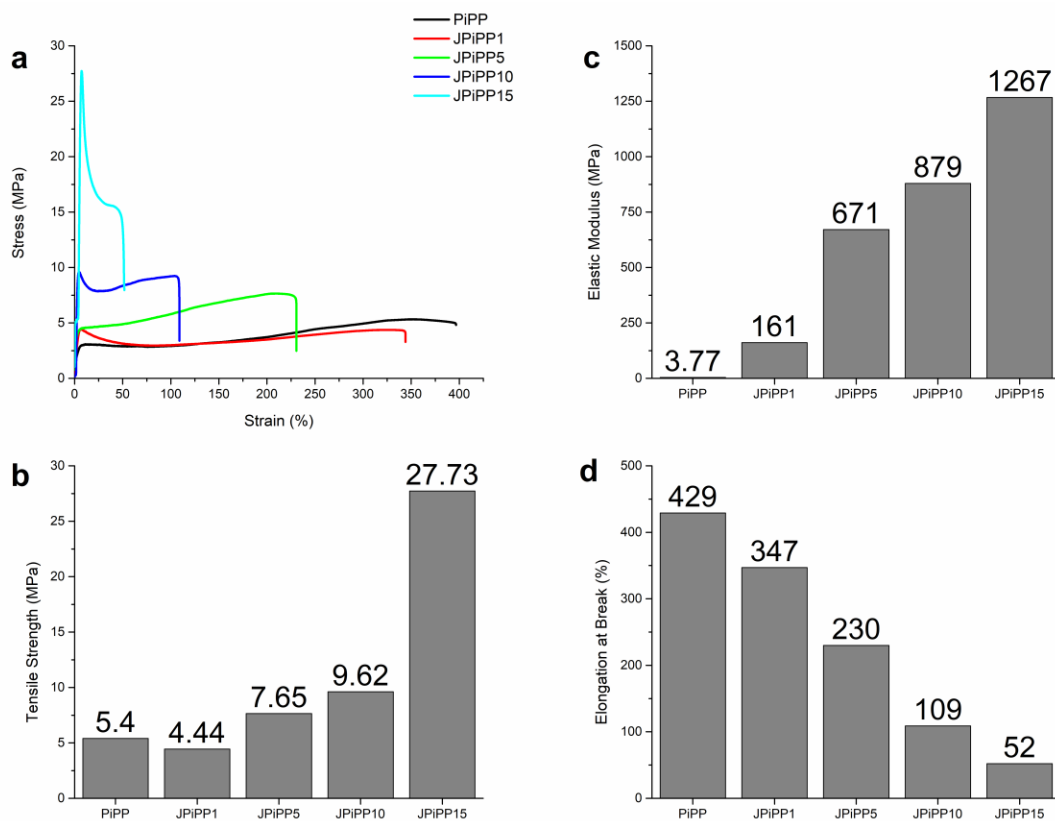 a
PiPP
JPiPP1
JPiPP5
JPiPP10
JPiPP15
30
25
20
15
10
5
0
0 50 100 150 200 250 300 350 400
Stress (MPa)
Strain (%)
c
1500
1250
1000
750
500
250
0
Elastic Modulus (MPa)
3.77
161
671
879
1267
PiPP JPiPP1 JPiPP5 JPiPP10 JPiPP15
b
30
25
20
15
10
5
0
Tensile Strength (MPa)
5.4
4.44
7.65
9.62
27.73
PiPP JPiPP1 JPiPP5 JPiPP10 JPiPP15
d
500
400
300
200
100
0
Elongation at Break (%)
429
347
230
109
52
PiPP JPiPP1 JPiPP5 JPiPP10 JPiPP15